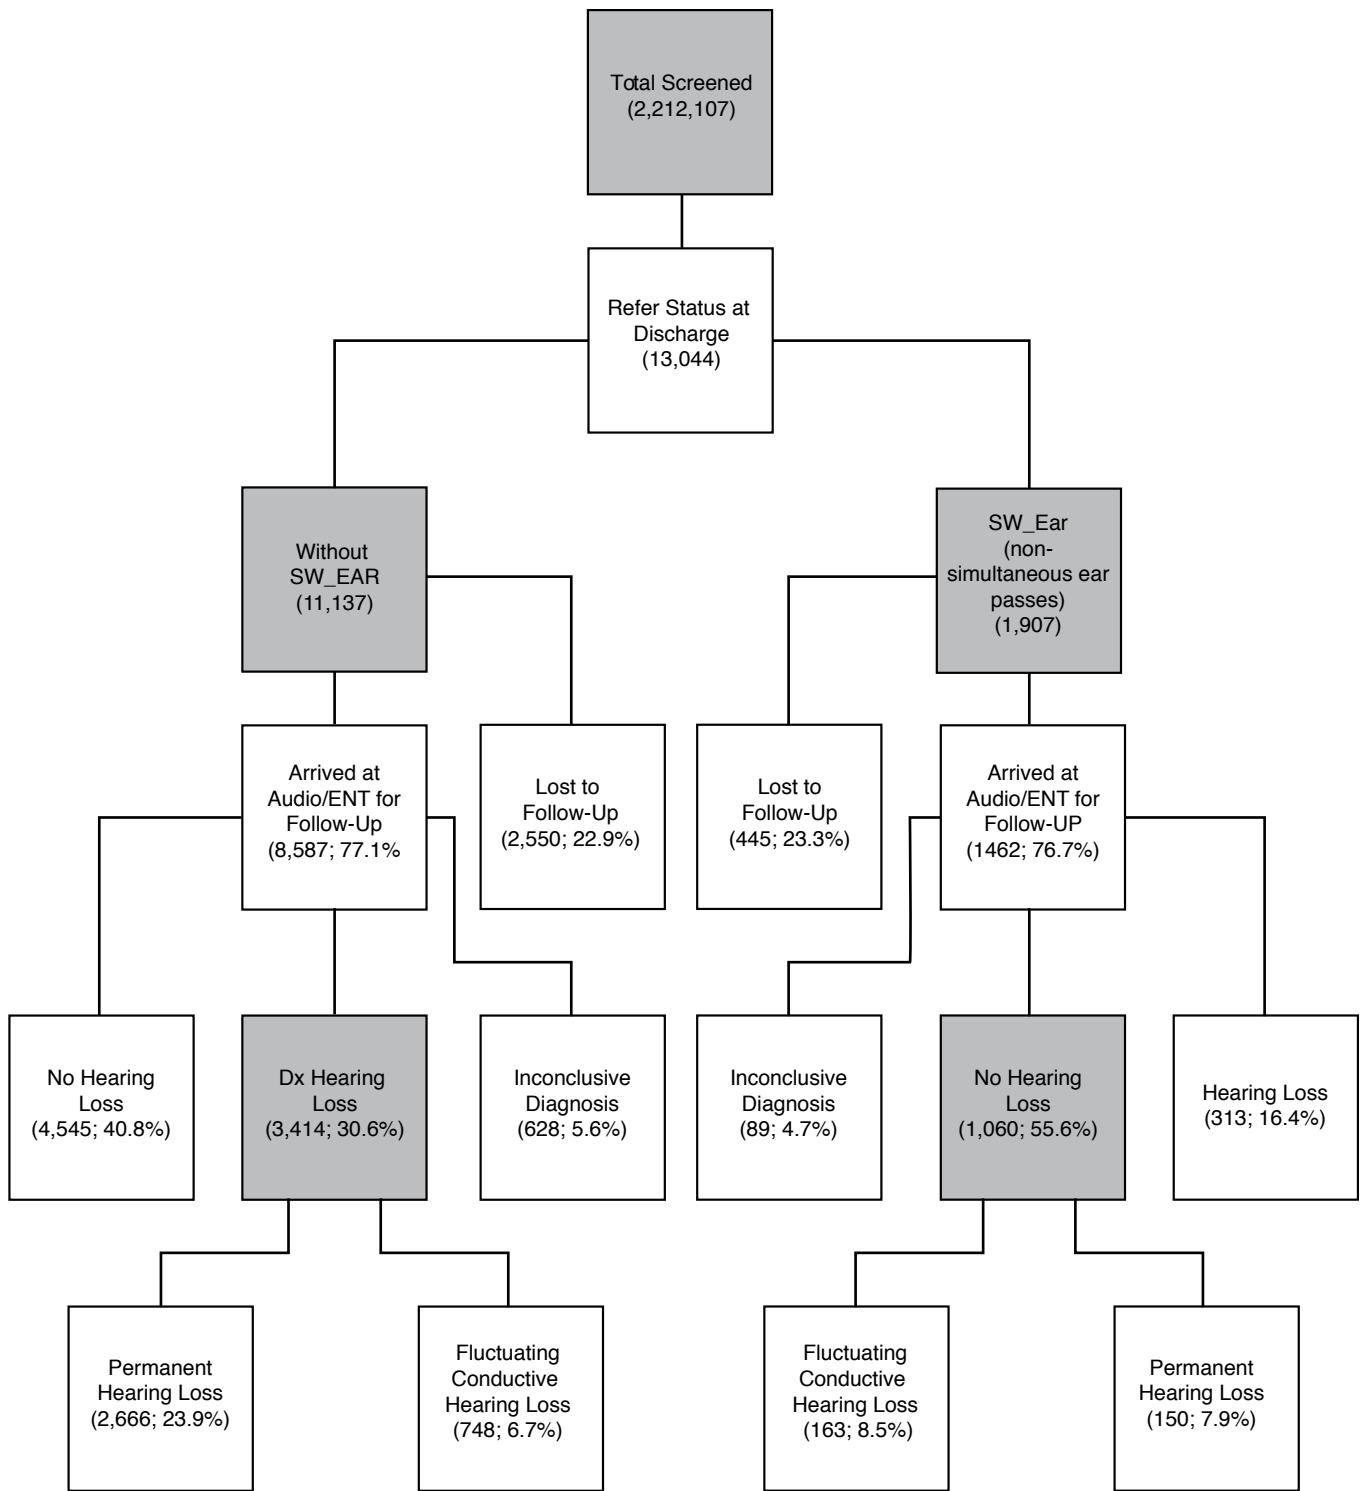 Total Screened
(2,212,107)
Refer Status at
Discharge
(13,044)
Without
SW_EAR
(11,137)
SW_Ear
(non-
simultaneous ear
passes)
(1,907)
Arrived at
Audio/ENT for
Follow-Up
(8,587; 77.1%
Lost to
Follow-Up
(2,550; 22.9%)
Lost to
Follow-Up
(445; 23.3%)
Arrived at
Audio/ENT for
Follow-UP
(1462; 76.7%)
No Hearing
Loss
(4,545; 40.8%)
Dx Hearing
Loss
(3,414; 30.6%)
Inconclusive
Diagnosis
(628; 5.6%)
Inconclusive
Diagnosis
(89; 4.7%)
No Hearing
Loss
(1,060; 55.6%)
Hearing Loss
(313; 16.4%)
Permanent
Hearing Loss
(2,666; 23.9%)
Fluctuating
Conductive
Hearing Loss
(748; 6.7%)
Fluctuating
Conductive
Hearing Loss
(163; 8.5%)
Permanent
Hearing Loss
(150; 7.9%)